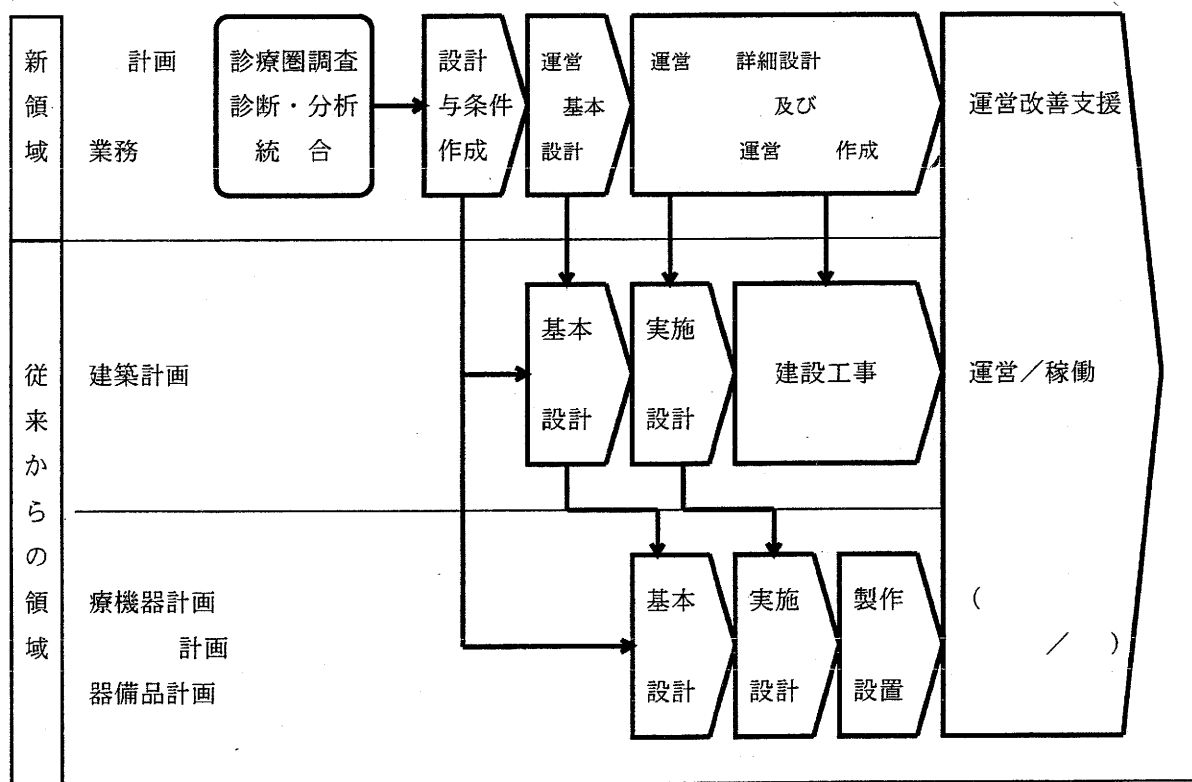 新領域
計画
業務
診療圏調査
診断・分析
統 合
設計
与条件
作成
運営
基本
設計
運営 詳細設計
及び
運営 作成
運営改善支援
従来からの領域
建築計画
基本
設計
実施
設計
建設工事
運営／稼働
療機器計画
計画
器備品計画
基本
設計
実施
設計
製作
設置
(
／ )